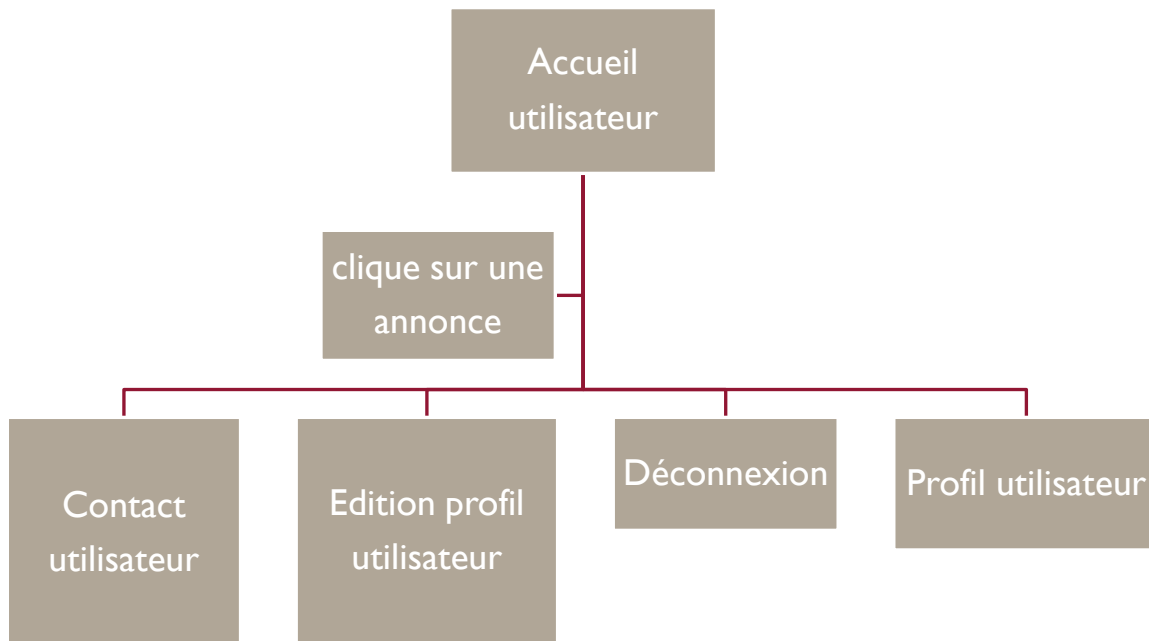 Accueil
utilisateur
clique sur une
annonce
Contact
utilisateur
Edition profil
utilisateur
Déconnexion
Profil utilisateur